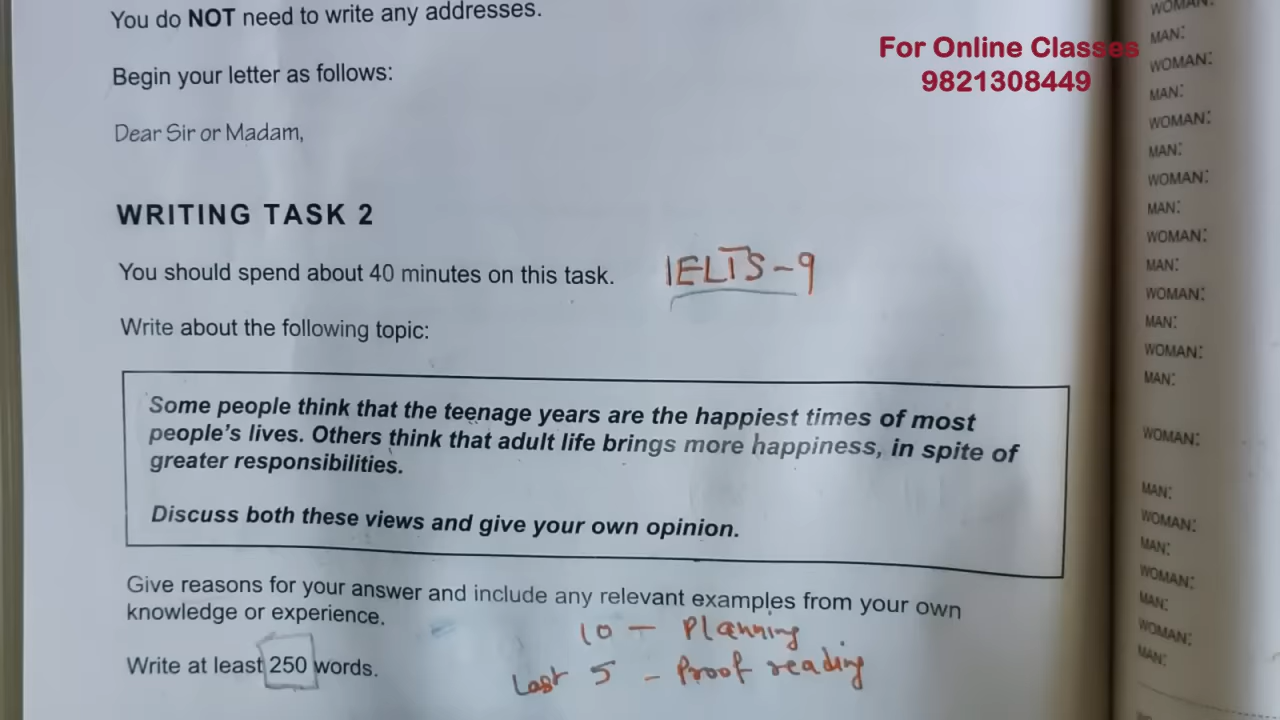 You do NOT need to write any addresses.
For Online Classes
9821308449
Begin your letter as follows:
Dear Sir or Madam,
WRITING TASK 2
You should spend about 40 minutes on this task.
IELTS-9
Write about the following topic:
Some people think that the teenage years are the happiest times of most
people's lives. Others think that adult life brings more happiness, in spite of
greater responsibilities.
Discuss both these views and give your own opinion.
Give reasons for your answer and include any relevant examples from your own
knowledge or experience.
10 - Planning
Write at least 250 words.
Last 5 - Proof reading
WOMAN:
MAN:
WOMAN:
MAN:
WOMAN:
MAN:
WOMAN:
MAN:
WOMAN:
MAN:
WOMAN:
MAN:
WOMAN:
MAN:
WOMAN:
MAN:
WOMAN:
MAN:
WOMAN:
MAN:
WOMAN:
MAN: